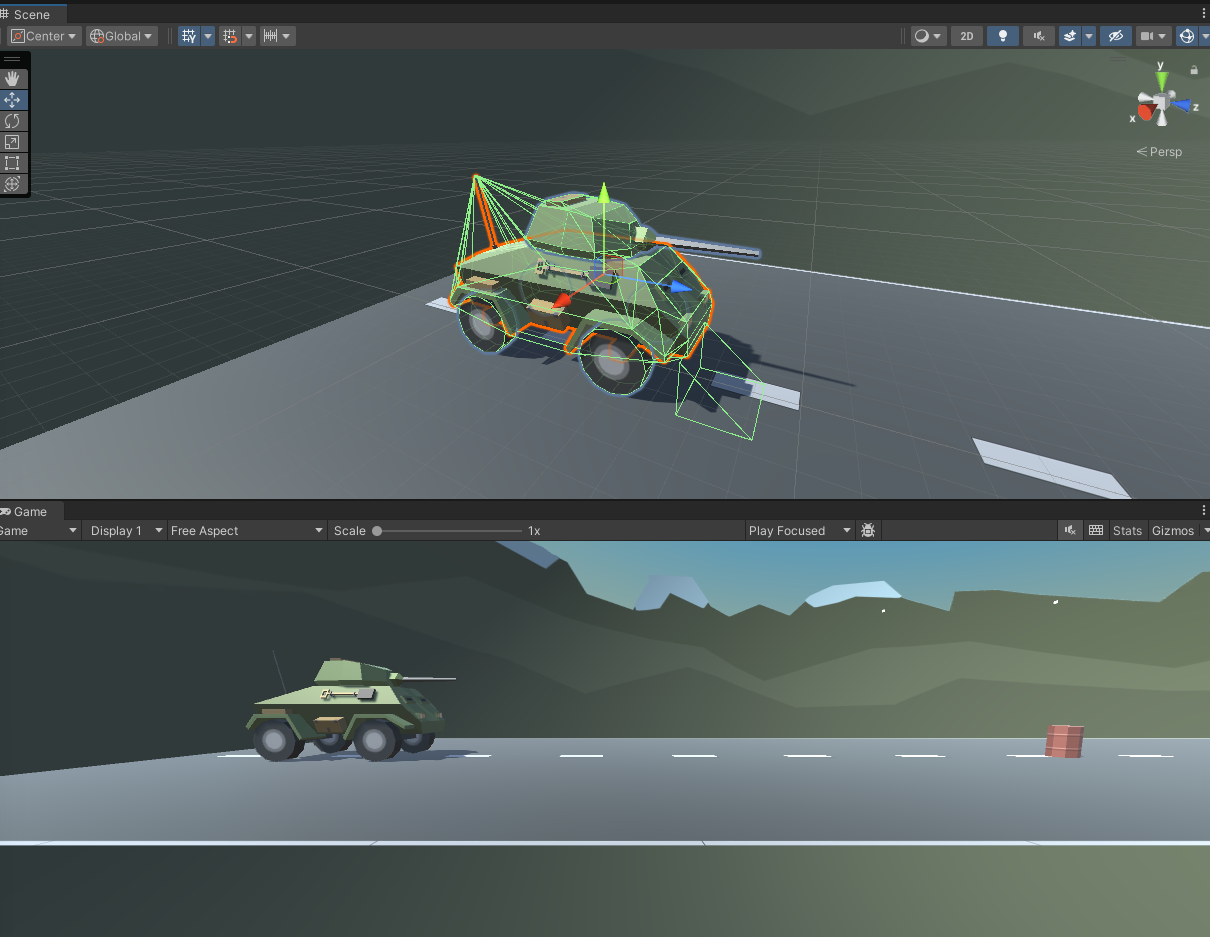 Scene
Center Global 2D
y
z
x
Persp
Game
Game Display 1 Free Aspect Scale 1x Play Focused Stats Gizmos